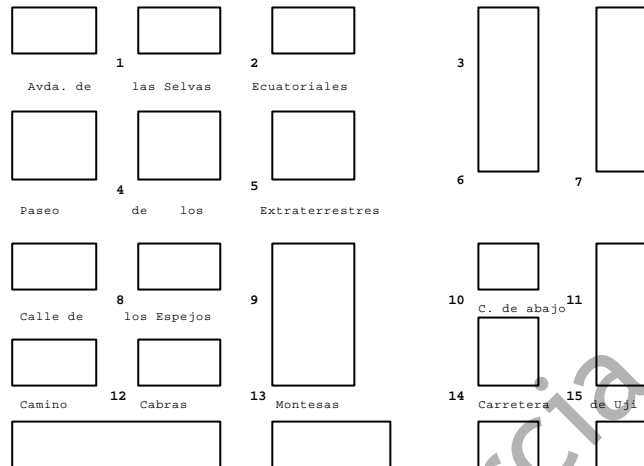 1 2 3
Avda. de las Selvas Ecuatoriales
4 5 6 7
Paseo de los Extraterrestres
8 9 10 C. de abajo 11
Calle de los Espejos
12 13 14 15
Camino Cabras Montesas Carretera de Uji
cia